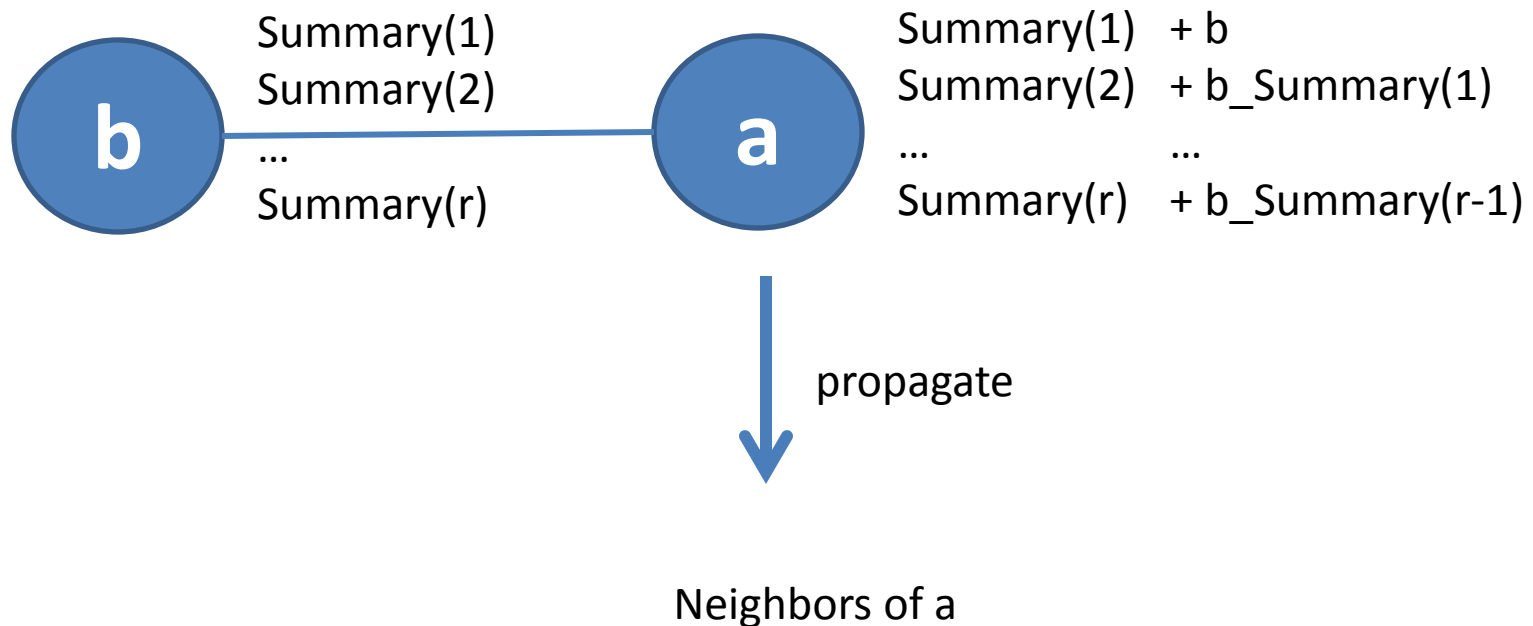 b
Summary(1)
Summary(2)
...
Summary(r)
a
Summary(1) + b
Summary(2) + b_Summary(1)
... ...
Summary(r) + b_Summary(r-1)
propagate
Neighbors of a